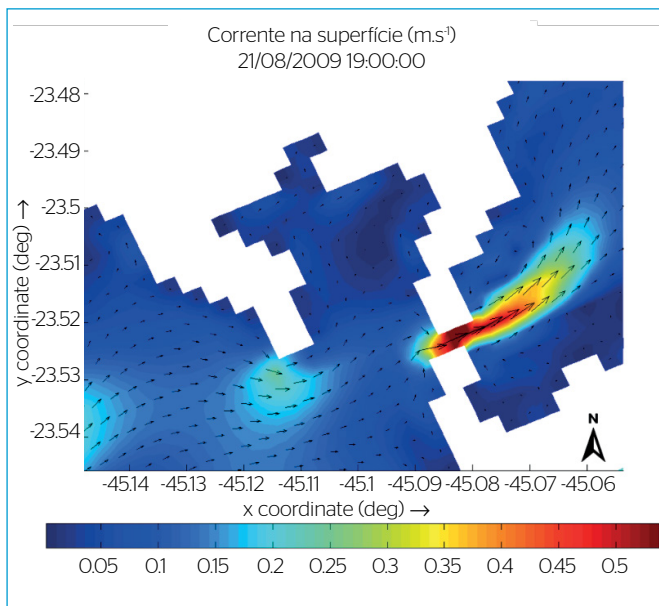 Corrente na superfície (m.s-¹)
21/08/2009 19:00:00
y coordinate (deg) →
-23.48
-23.49
-23.5
-23.51
-23.52
-23.53
-23.54
N
-45.14 -45.13 -45.12 -45.11 -45.1 -45.09 -45.08 -45.07 -45.06
x coordinate (deg) →
0.05 0.1 0.15 0.2 0.25 0.3 0.35 0.4 0.45 0.5